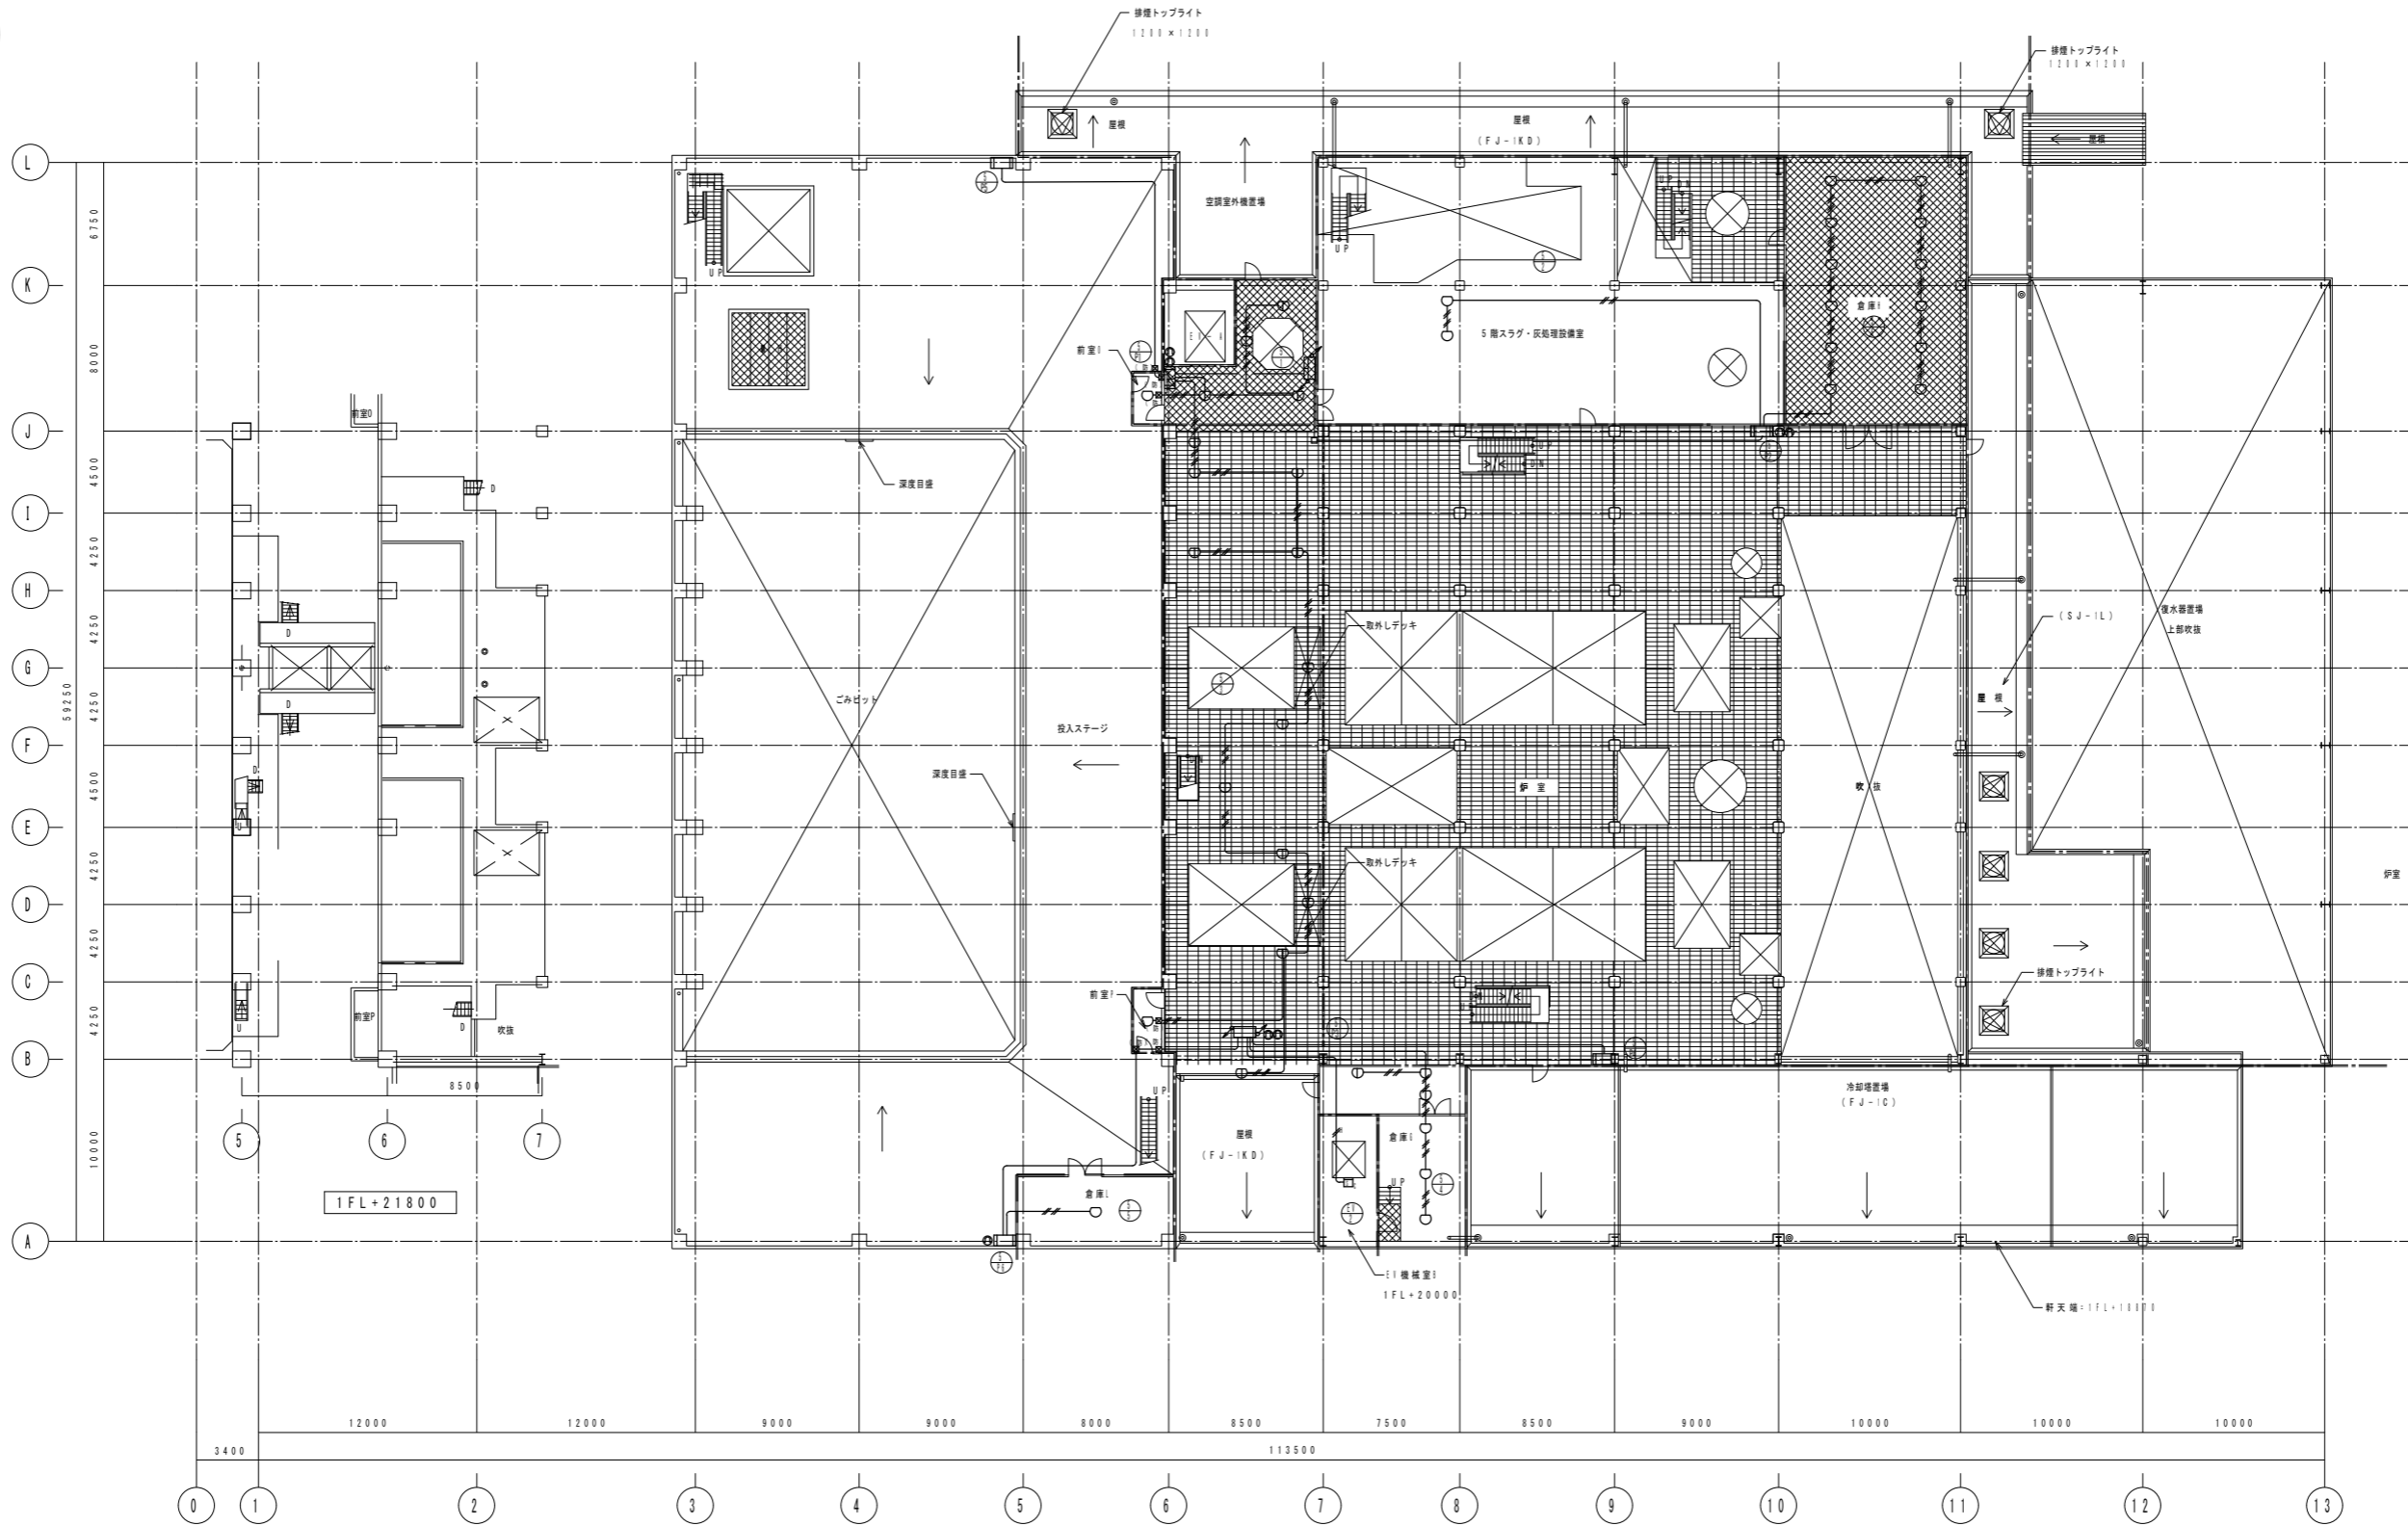 排煙トップライト
1200×1200
排煙トップライト
1200×1200
屋根
屋根
(FJ-1KD)
屋根
L
空調室外機置場
UP
DN
UP
UP
6750
K
倉庫
5階スラグ・灰処理設備室
前室
8000
前室O
J
UP
DN
深度目盛
D
4500
I
4250
H
(SJ-1L)
復水器置場
上部吹抜
取外しデッキ
D
4250
G
59250
ごみピット
屋根
D
4250
投入ステージ
F
D
深度目盛
炉室
吹抜
4500
U
E
取外しデッキ
4250
炉室
D
4250
C
排煙トップライト
前室
前室P
U
D
吹抜
4250
B
8500
UP
冷却塔置場
(FJ-1C)
5
6
7
屋根
(FJ-1KD)
倉庫
10000
UP
倉庫L
1FL+21800
A
機械室
1FL+20000
軒天端
12000
12000
9000
9000
8000
8500
7500
8500
9000
10000
10000
10000
3400
113500
0
1
2
3
4
5
6
7
8
9
10
11
12
13